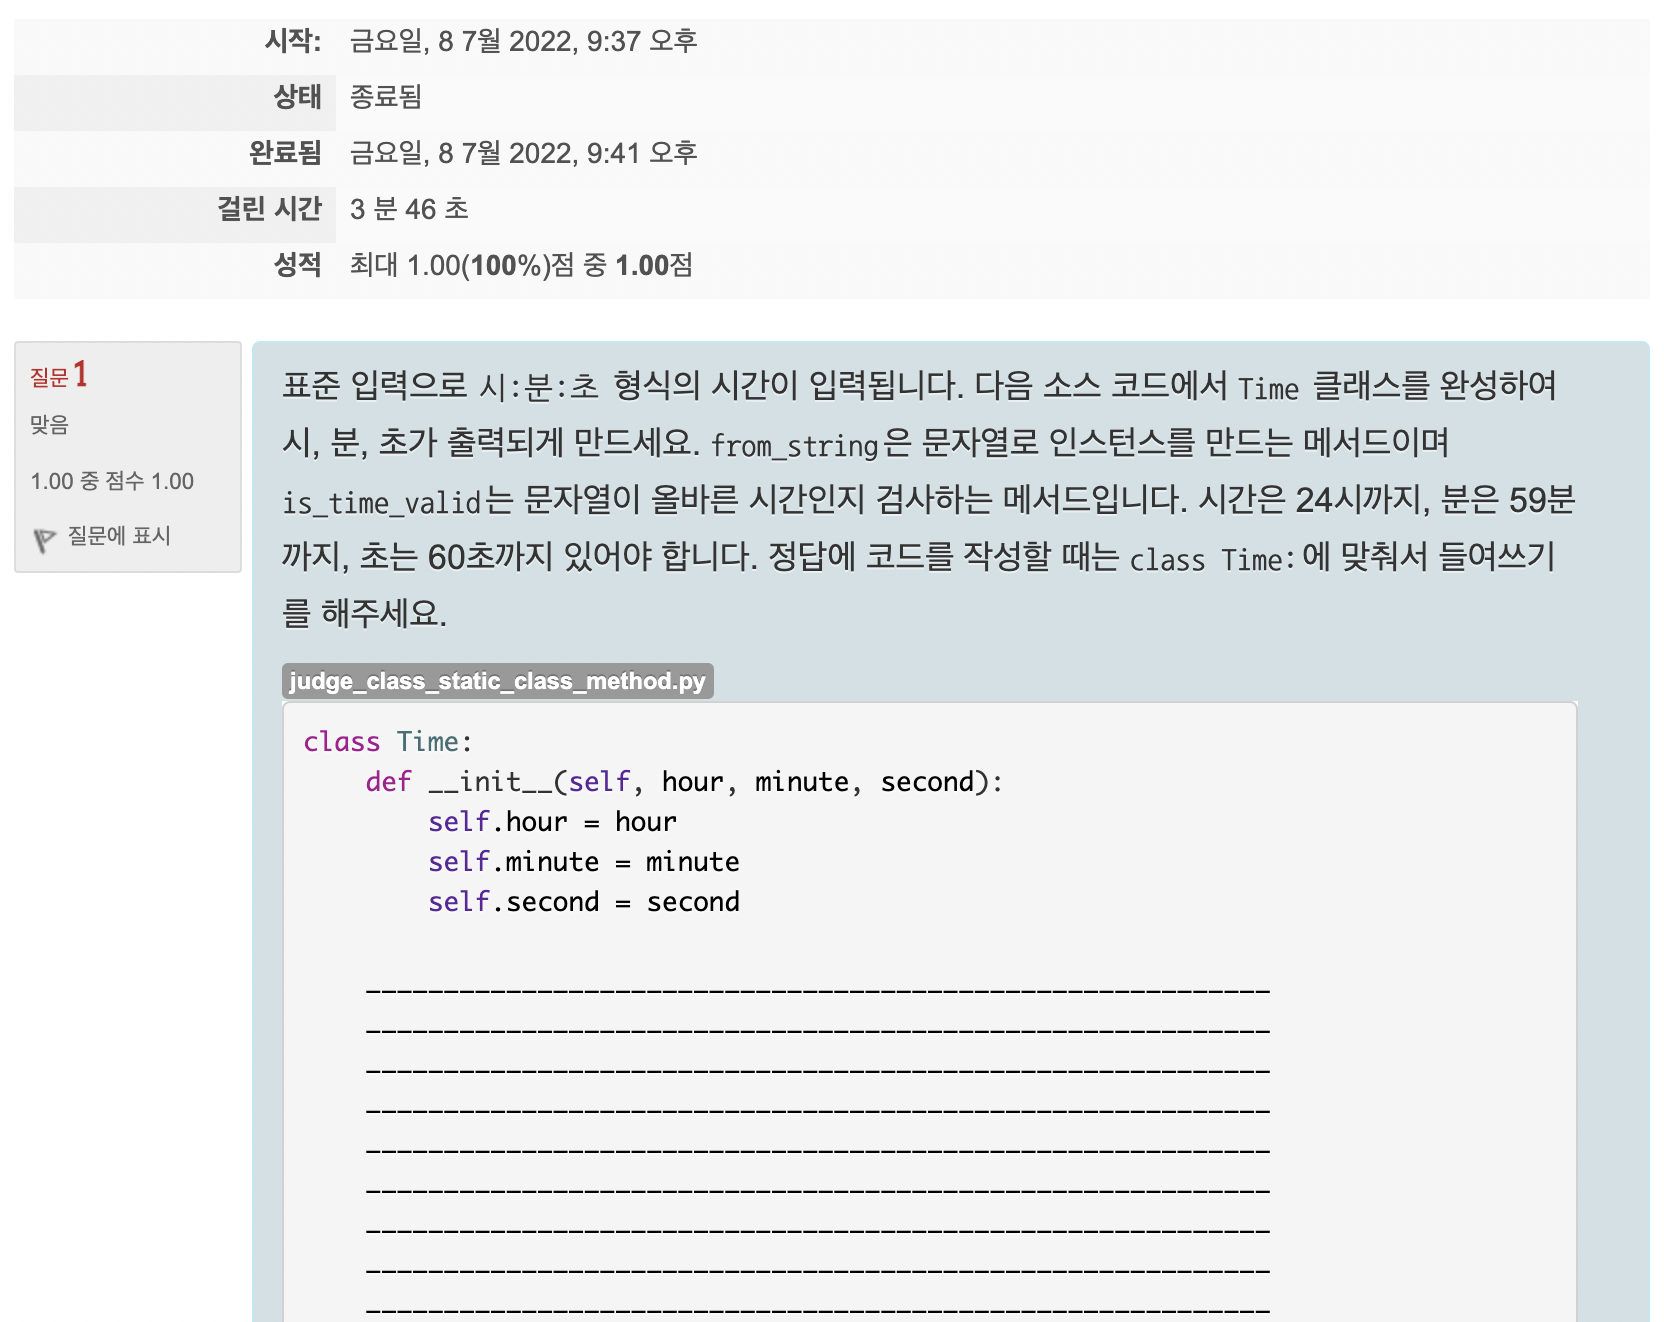 시작: 금요일, 8 7월 2022, 9:37 오후
상태 종료됨
완료됨 금요일, 8 7월 2022, 9:41 오후
걸린 시간 3 분 46 초
성적 최대 1.00(100%)점 중 1.00점
질문 1
맞음
1.00 중 점수 1.00
질문에 표시
표준 입력으로 시:분:초 형식의 시간이 입력됩니다. 다음 소스 코드에서 Time 클래스를 완성하여
시, 분, 초가 출력되게 만드세요. from_string은 문자열로 인스턴스를 만드는 메서드이며
is_time_valid는 문자열이 올바른 시간인지 검사하는 메서드입니다. 시간은 24시까지, 분은 59분
까지, 초는 60초까지 있어야 합니다. 정답에 코드를 작성할 때는 class Time:에 맞춰서 들여쓰기
를 해주세요.
judge_class_static_class_method.py
class Time:
    def __init__(self, hour, minute, second):
        self.hour = hour
        self.minute = minute
        self.second = second
    __________________________________________________________
    __________________________________________________________
    __________________________________________________________
    __________________________________________________________
    __________________________________________________________
    __________________________________________________________
    __________________________________________________________
    __________________________________________________________
    __________________________________________________________